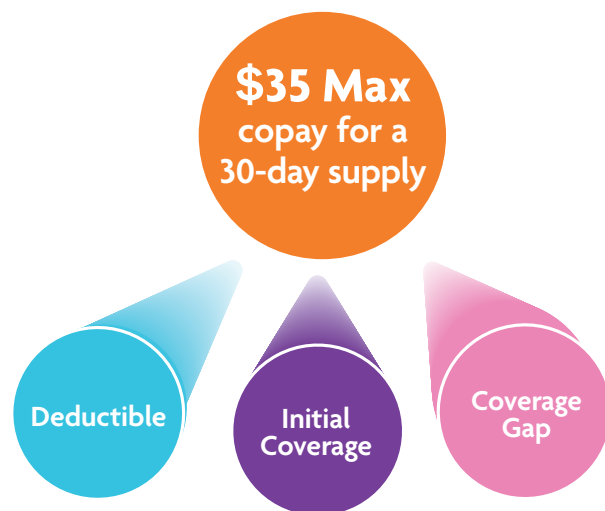 $35 Max
copay for a
30-day supply
Deductible
Initial
Coverage
Coverage
Gap